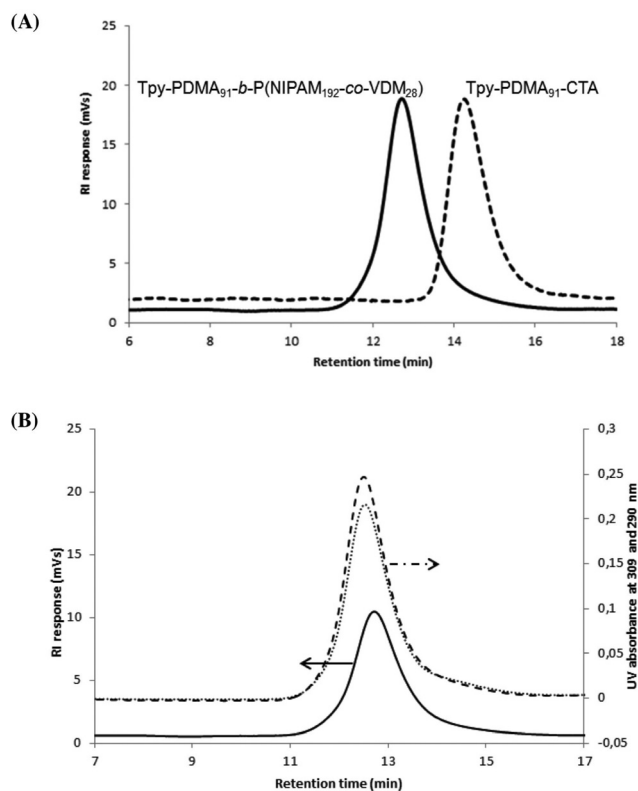 (A)
25
20
15
10
5
0
RI response (mVs)
Tpy-PDMA₉₁-b-P(NIPAM₁₉₂-co-VDM₂₈)
Tpy-PDMA₉₁-CTA
6 8 10 12 14 16 18
Retention time (min)
(B)
25
20
15
10
5
0
RI response (mVs)
0,3
0,25
0,2
0,15
0,1
0,05
0
-0,05
UV absorbance at 309 and 290 nm
7 9 11 13 15 17
Retention time (min)